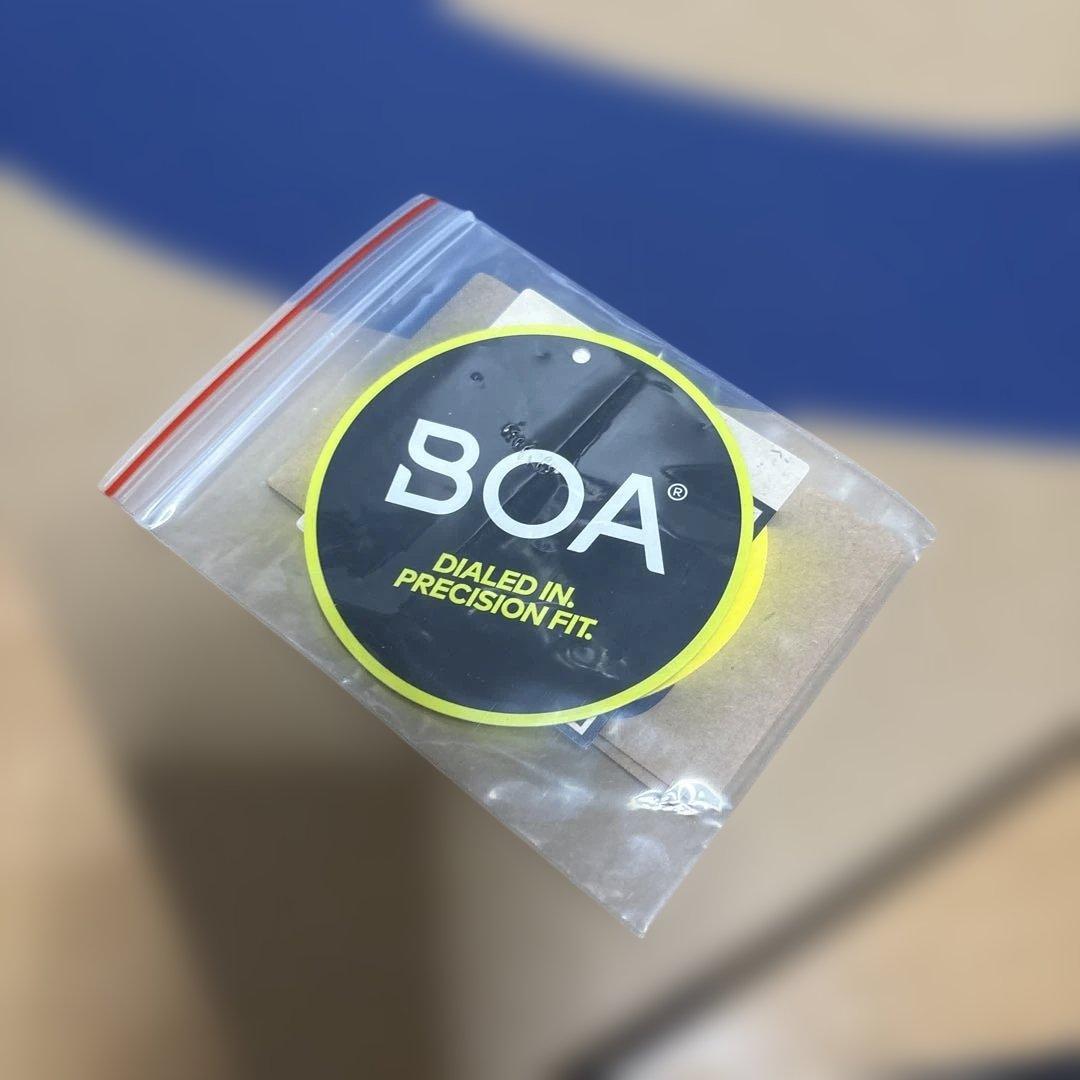 BOA®
DIALED IN.
PRECISION FIT.